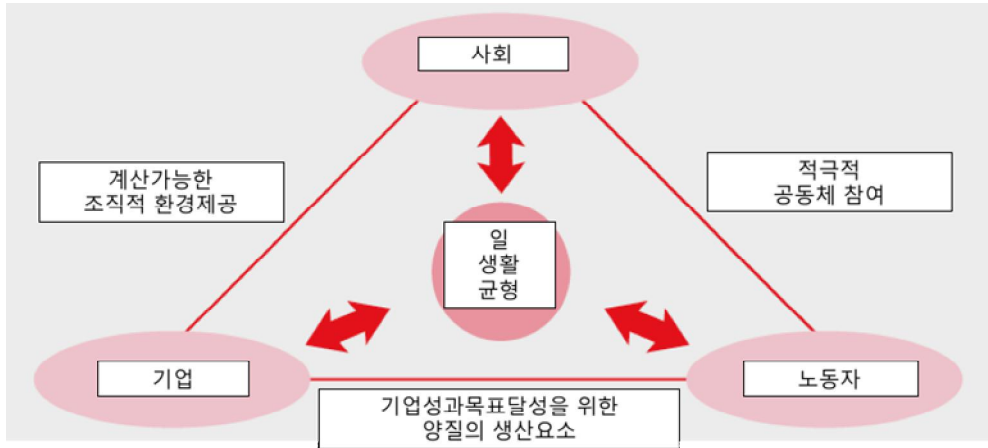 사회
계산가능한
조직적 환경제공
적극적
공동체 참여
일
생활
균형
기업
노동자
기업성과목표달성을 위한
양질의 생산요소